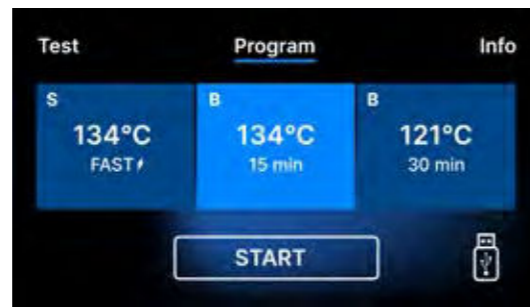 Test Program Info
S B B
134°C 134°C 121°C
FAST 15 min 30 min
START